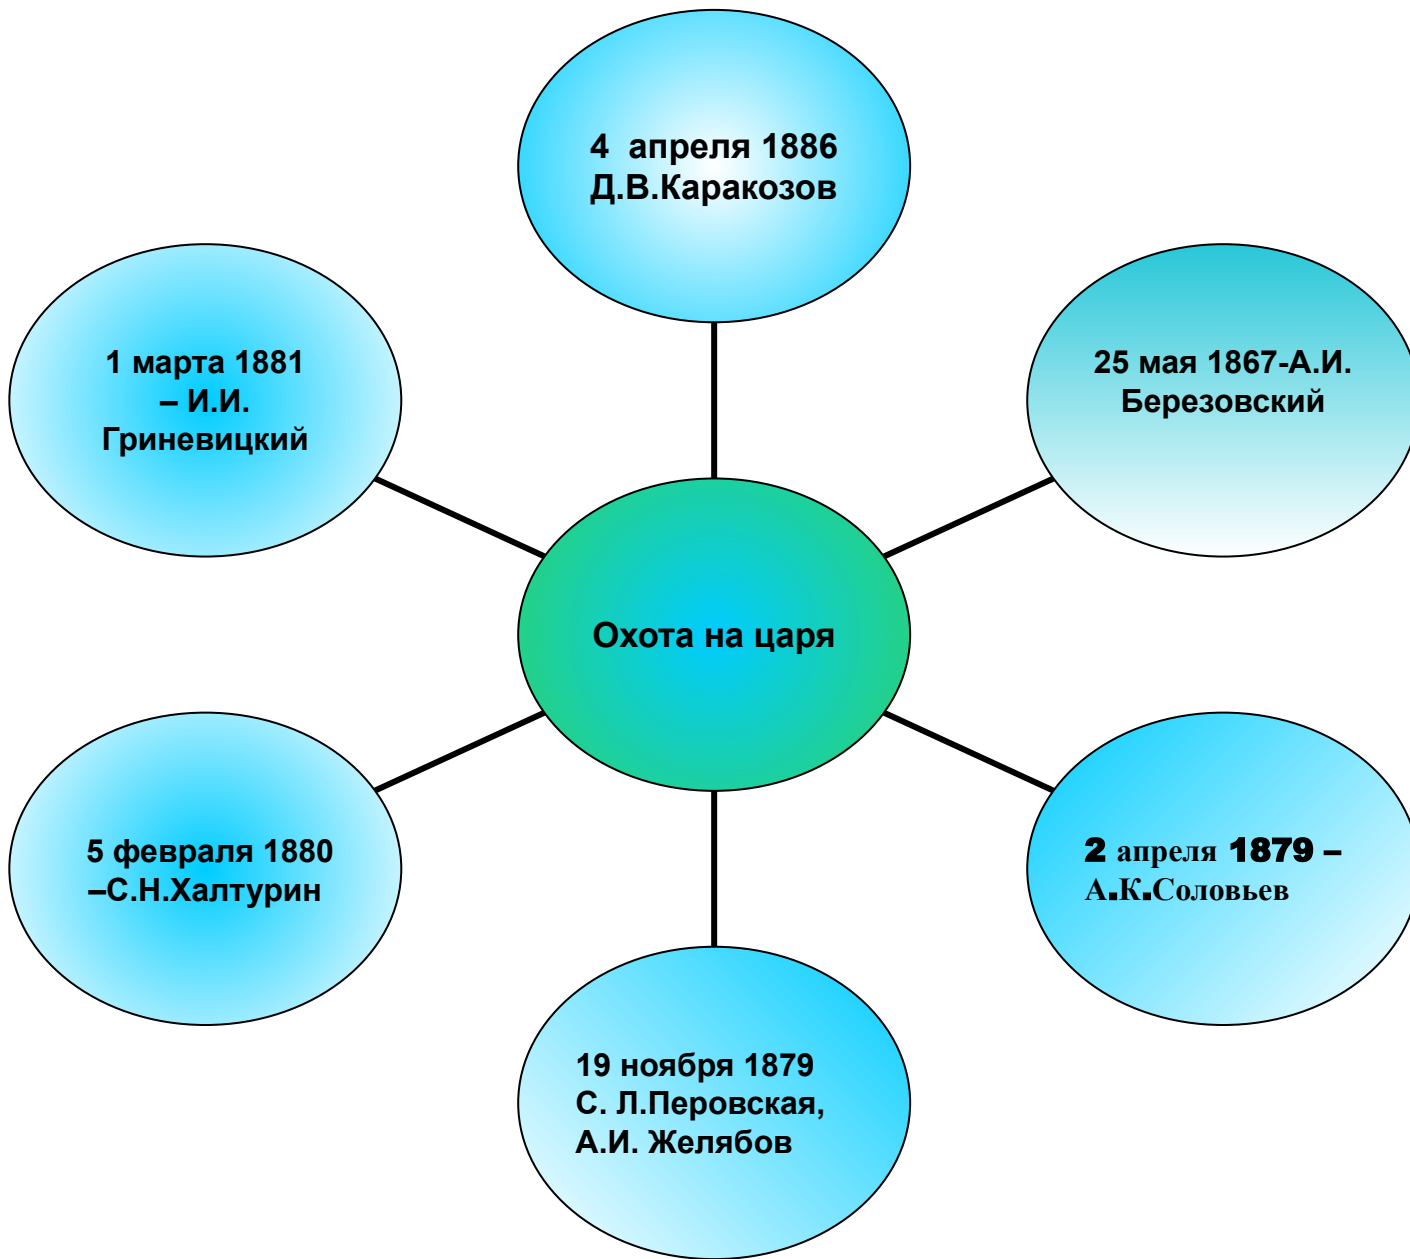 4 апреля 1886
Д.В.Каракозов
25 мая 1867-А.И.
Березовский
2 апреля 1879 –
А.К.Соловьев
19 ноября 1879
С. Л.Перовская,
А.И. Желябов
5 февраля 1880
–С.Н.Халтурин
1 марта 1881
– И.И.
Гриневицкий
Охота на царя